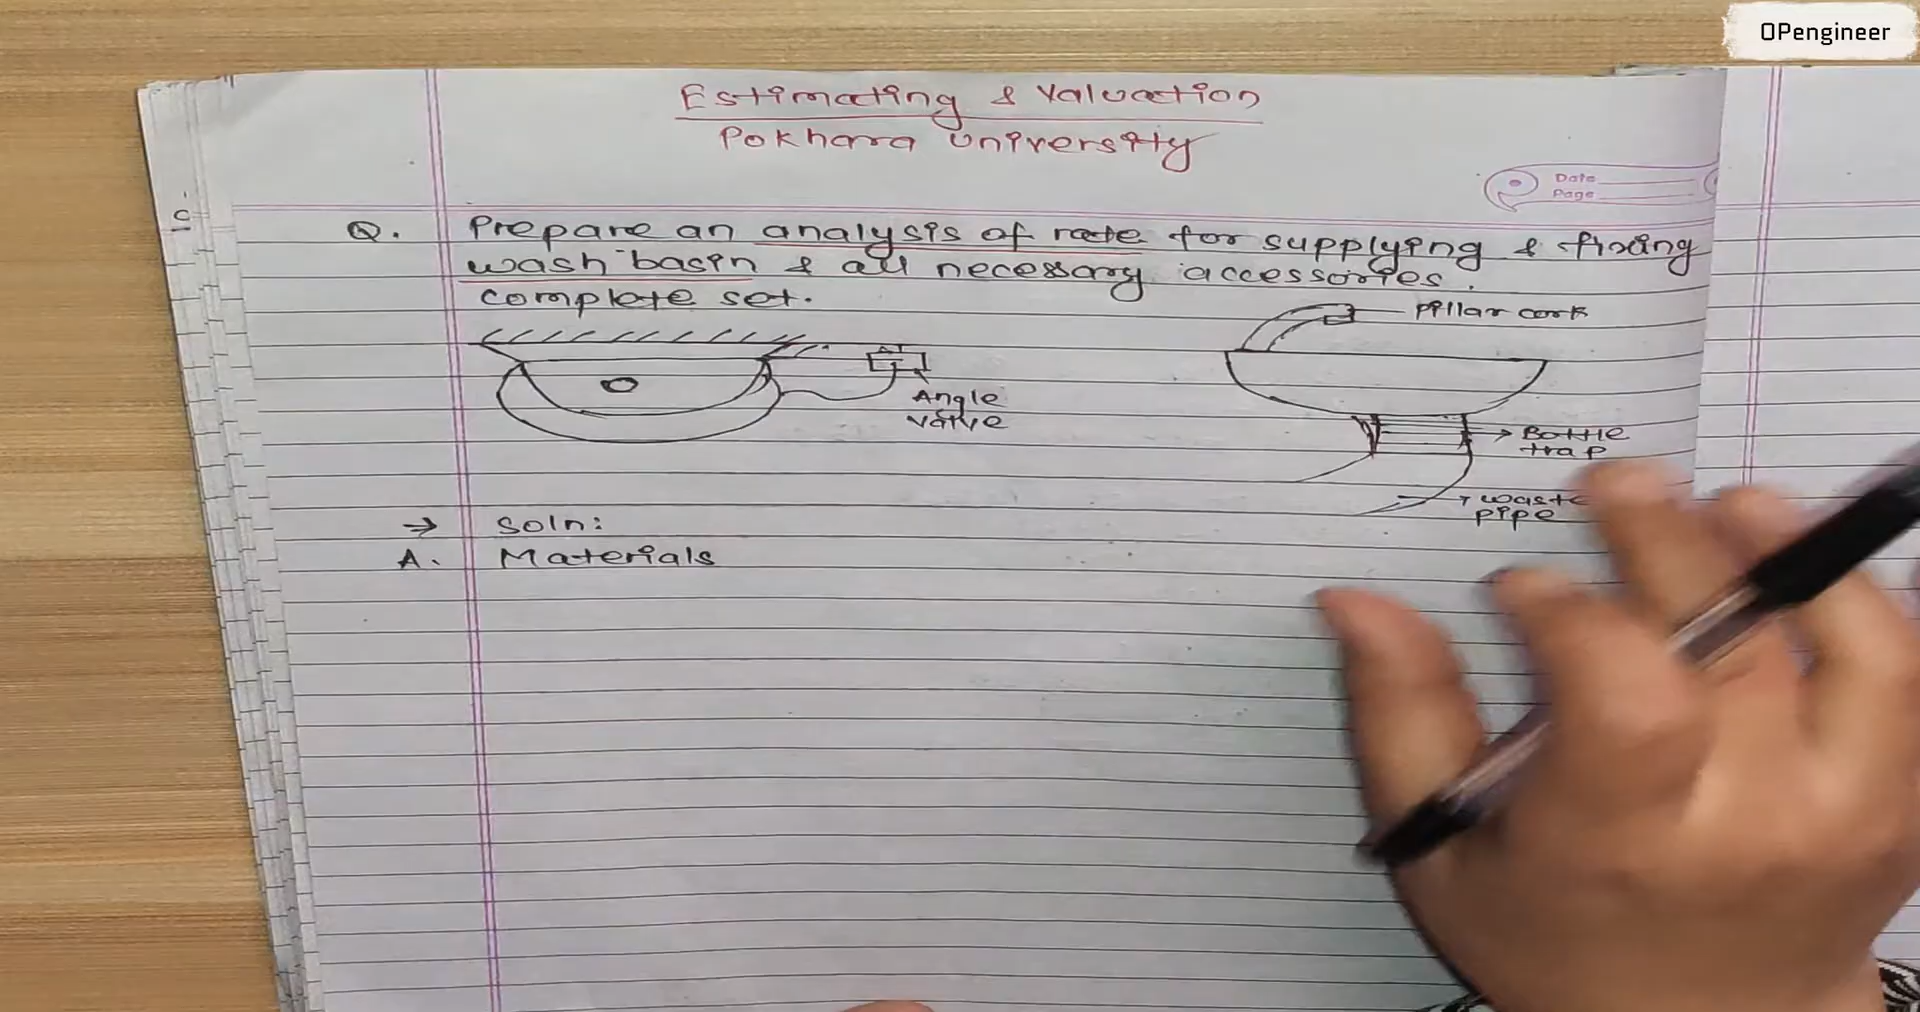 OPengineer
Estimating & Valuation
Pokhara University
Date
Page
Q. Prepare an analysis of rate for supplying & fixing
wash basin & all necessary accessories.
complete set.
Pillar cork
Angle
valve
Bottle
trap
waste
pipe
→ Soln:
A. Materials